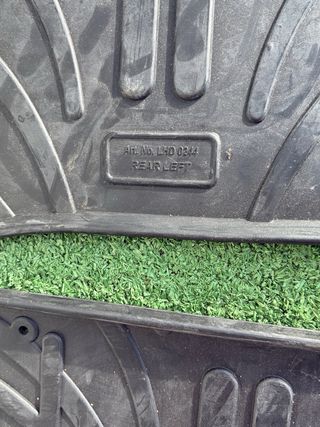 Art. No. LHD 0344
REAR LEFT